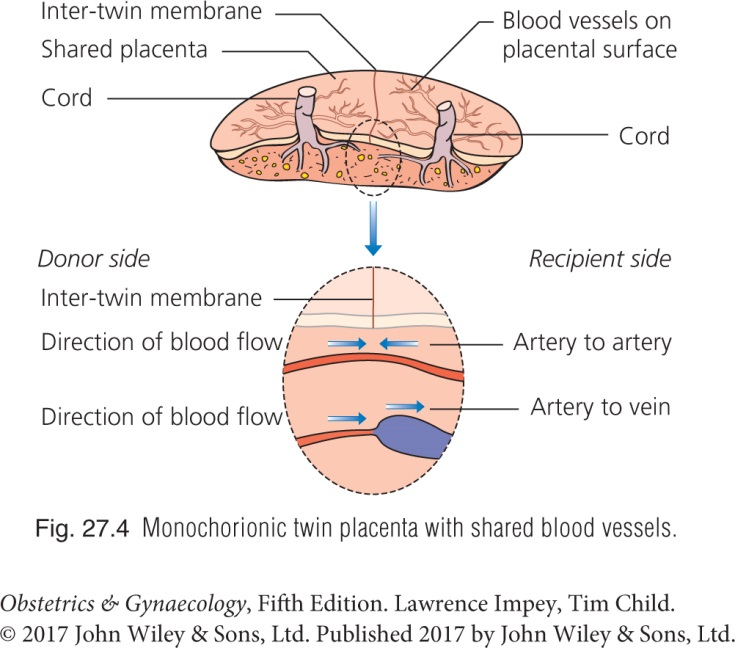 Inter-twin membrane
Shared placenta
Cord
Blood vessels on
placental surface
Cord
Donor side
Recipient side
Inter-twin membrane
Direction of blood flow
Artery to artery
Direction of blood flow
Artery to vein
Fig. 27.4 Monochorionic twin placenta with shared blood vessels.
Obstetrics & Gynaecology, Fifth Edition. Lawrence Impey, Tim Child.
© 2017 John Wiley & Sons, Ltd. Published 2017 by John Wiley & Sons, Ltd.